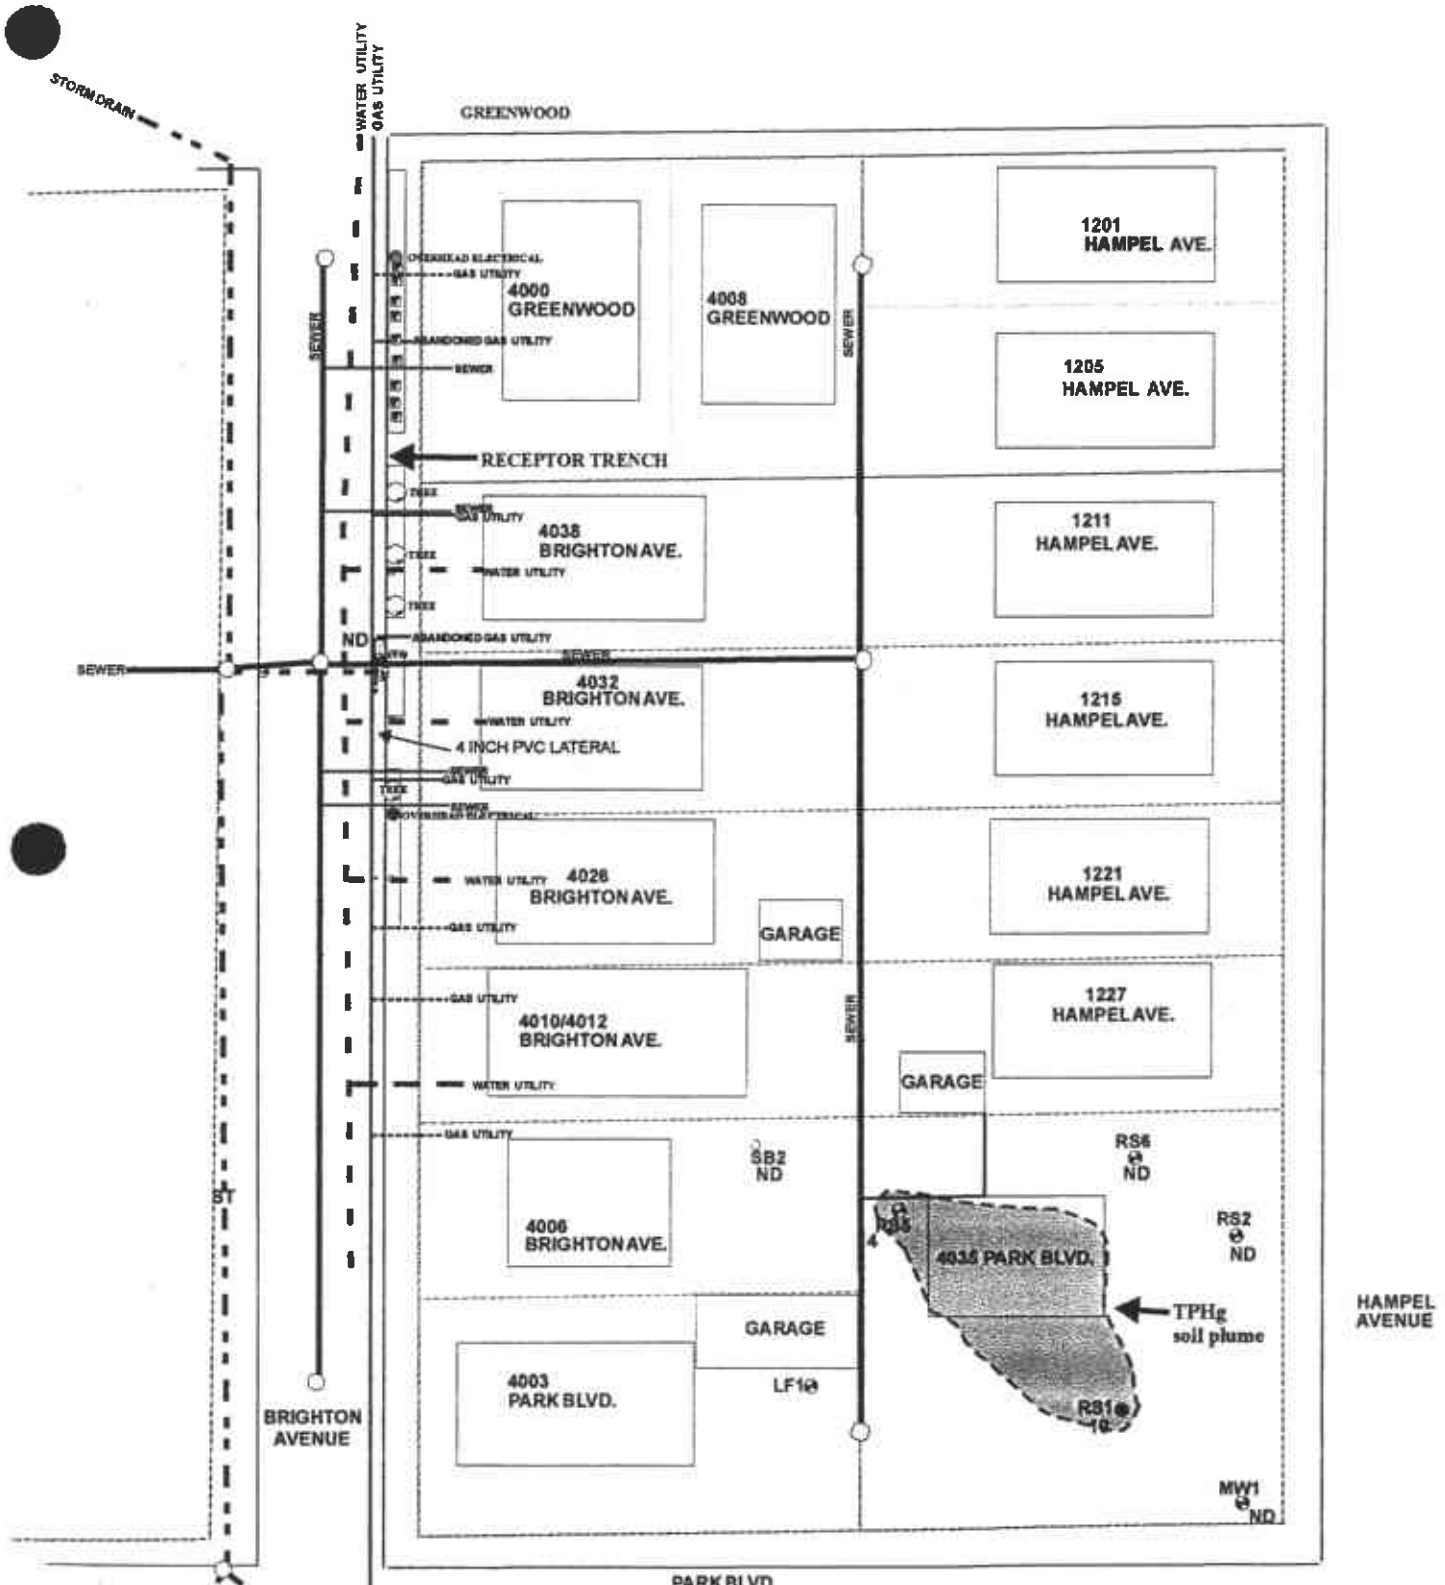 STORM DRAIN
WATER UTILITY
GAS UTILITY
GREENWOOD
1201
HAMPEL AVE.
OVERHEAD ELECTRICAL
GAS UTILITY
4000
GREENWOOD
4008
GREENWOOD
SEWER
SEWER
ABANDONED GAS UTILITY
SEWER
1205
HAMPEL AVE.
RECEPTOR TRENCH
TREE
SEWER
GAS UTILITY
4038
BRIGHTON AVE.
1211
HAMPEL AVE.
TREE
WATER UTILITY
TREE
ND
ABANDONED GAS UTILITY
SEWER
SEWER
4032
BRIGHTON AVE.
1215
HAMPEL AVE.
WATER UTILITY
4 INCH PVC LATERAL
SEWER
GAS UTILITY
TREE
SEWER
OVERHEAD ELECTRICAL
WATER UTILITY
4026
BRIGHTON AVE.
1221
HAMPEL AVE.
GAS UTILITY
GARAGE
GAS UTILITY
4010/4012
BRIGHTON AVE.
SEWER
1227
HAMPEL AVE.
WATER UTILITY
GARAGE
GAS UTILITY
SB2
ND
RS6
ND
ST
4006
BRIGHTON AVE.
RS5
4
4035 PARK BLVD.
RS2
ND
TPHg
soil plume
HAMPEL
AVENUE
GARAGE
4003
PARK BLVD.
LF1
RS1
BRIGHTON
AVENUE
MW1
ND
PARK BLVD